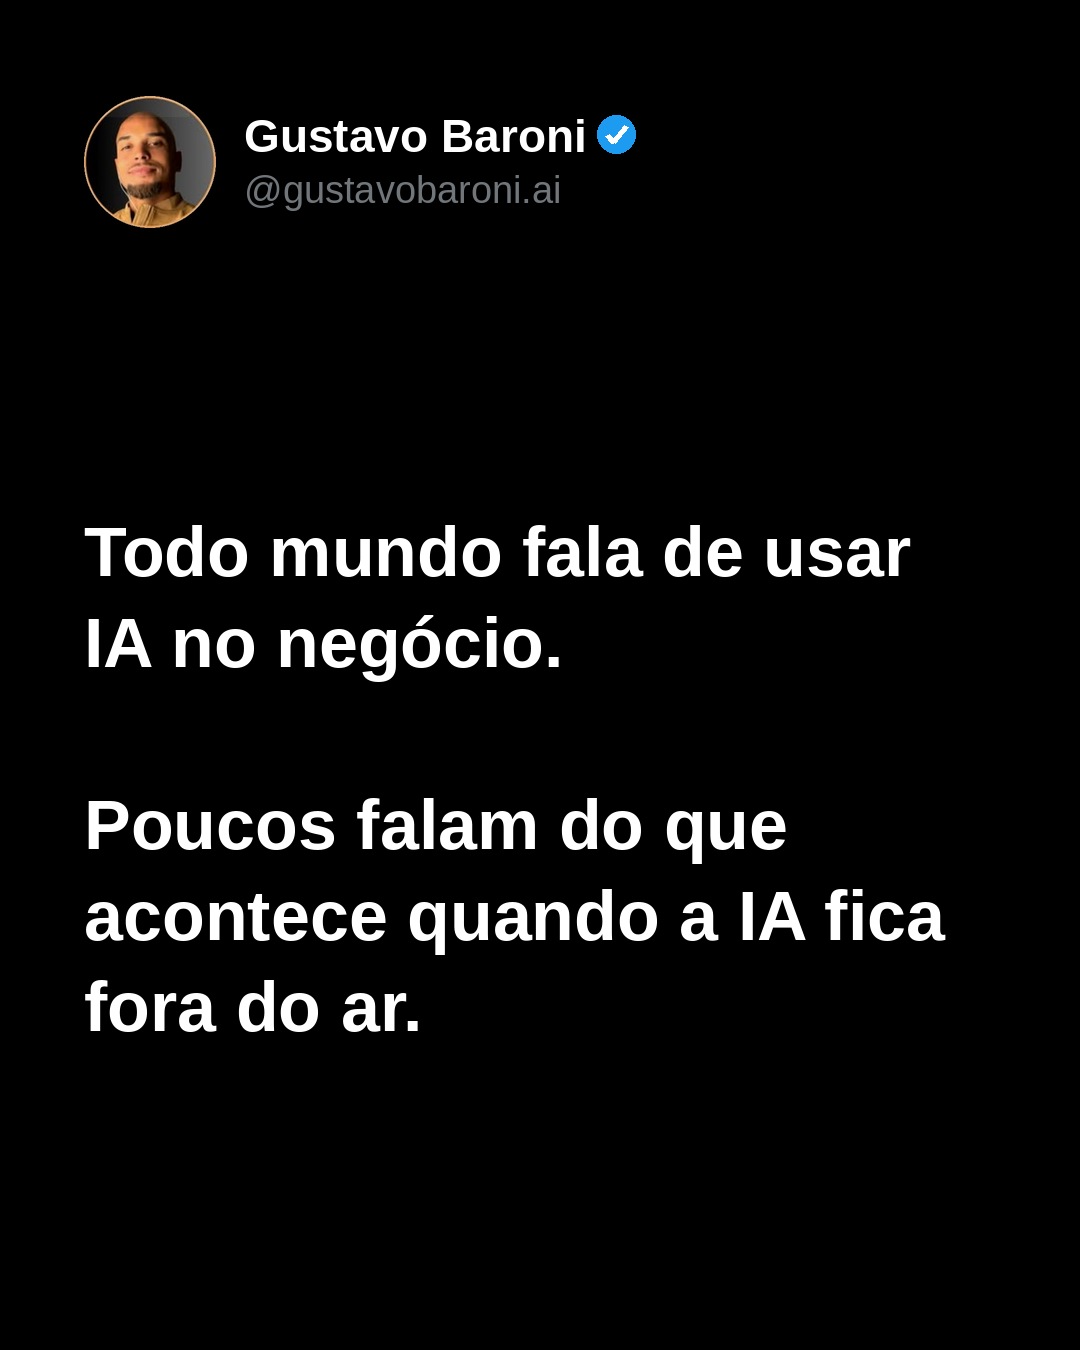 Gustavo Baroni
@gustavobaroni.ai
Todo mundo fala de usar
IA no negócio.
Poucos falam do que
acontece quando a IA fica
fora do ar.